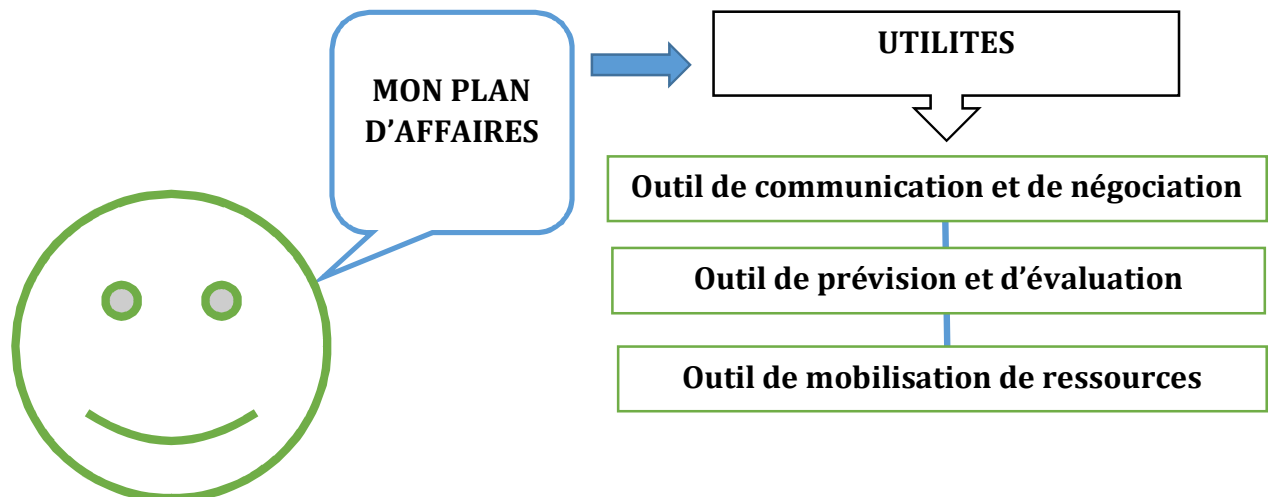 MON PLAN
D’AFFAIRES
UTILITES
Outil de communication et de négociation
Outil de prévision et d’évaluation
Outil de mobilisation de ressources